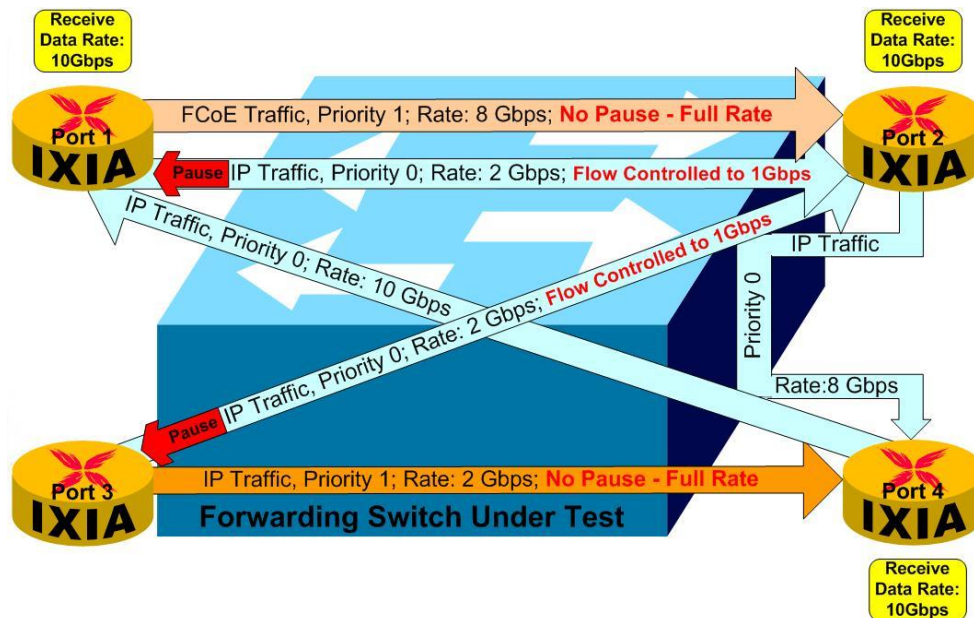 Receive
Data Rate:
10Gbps
Receive
Data Rate:
10Gbps
Port 1
IXIA
FCoE Traffic, Priority 1; Rate: 8 Gbps; No Pause - Full Rate
Port 2
IXIA
Pause
IP Traffic, Priority 0; Rate: 2 Gbps; Flow Controlled to 1Gbps
IP Traffic, Priority 0; Rate: 10 Gbps
IP Traffic, Priority 0; Rate: 2 Gbps; Flow Controlled to 1Gbps
Pause
IP Traffic
Priority 0
Rate:8 Gbps
Port 3
IXIA
IP Traffic, Priority 1; Rate: 2 Gbps; No Pause - Full Rate
Port 4
IXIA
Forwarding Switch Under Test
Receive
Data Rate:
10Gbps